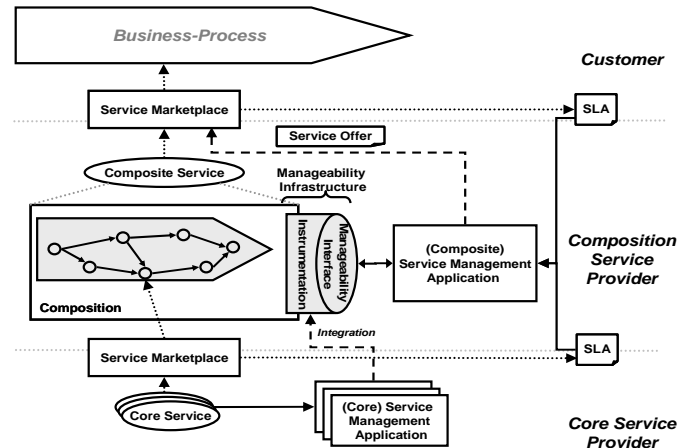 Business-Process
Customer
Service Marketplace
SLA
Service Offer
Composite Service
Manageability
Infrastructure
Instrumentation
Manageability
Interface
(Composite)
Service Management
Application
Composition
Service
Provider
Composition
Integration
Service Marketplace
SLA
Core Service
(Core) Service
Management
Application
Core Service
Provider